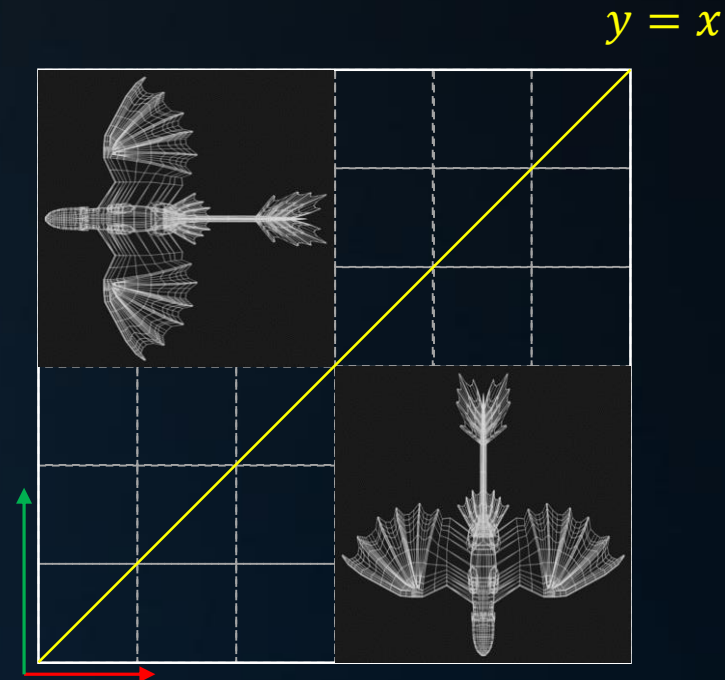 y = x